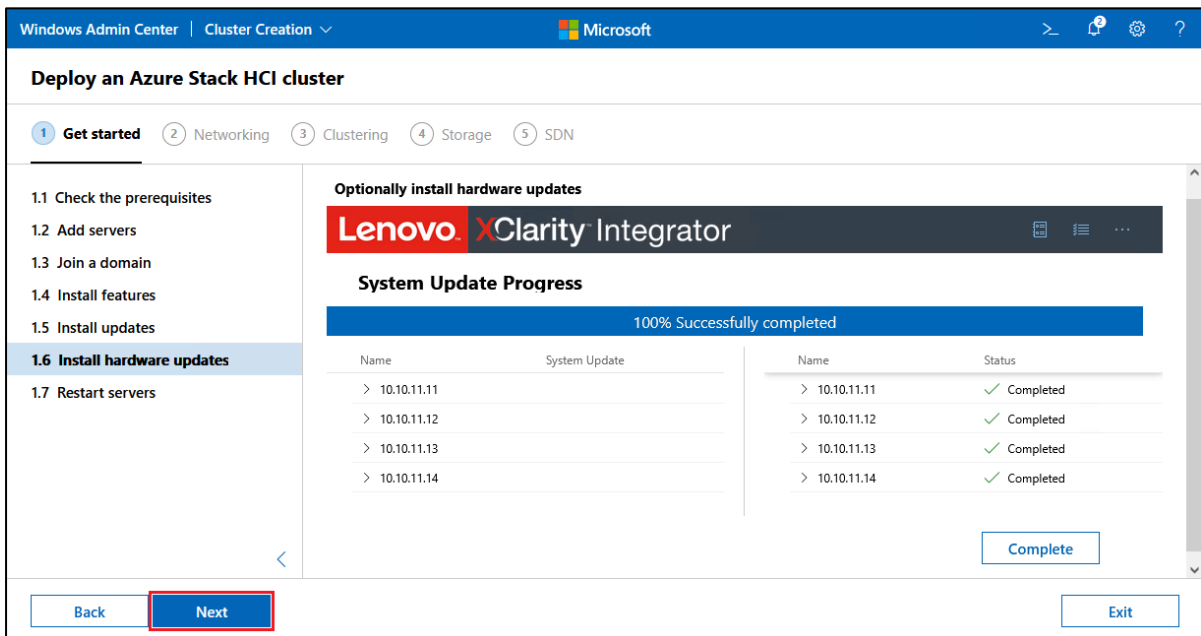 Windows Admin Center | Cluster Creation Microsoft 2 ?
Deploy an Azure Stack HCI cluster
1 Get started 2 Networking 3 Clustering 4 Storage 5 SDN
1.1 Check the prerequisites
1.2 Add servers
1.3 Join a domain
1.4 Install features
1.5 Install updates
1.6 Install hardware updates
1.7 Restart servers
Optionally install hardware updates
Lenovo XClarity Integrator
System Update Progress
100% Successfully completed
Name System Update Name Status
10.10.11.11 10.10.11.11 Completed
10.10.11.12 10.10.11.12 Completed
10.10.11.13 10.10.11.13 Completed
10.10.11.14 10.10.11.14 Completed
Complete
Back Next Exit